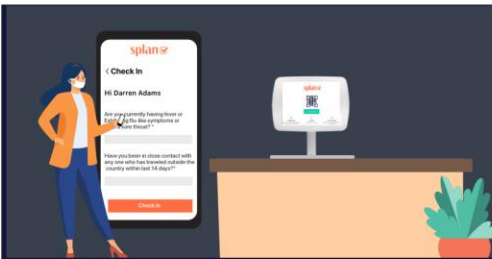 splan
Check In
Hi Darren Adams
Are you currently having fever or
flu-like symptoms or
sore throat? *
Have you been in close contact with
any one who has traveled outside the
country within last 14 days?*
Check in
splan